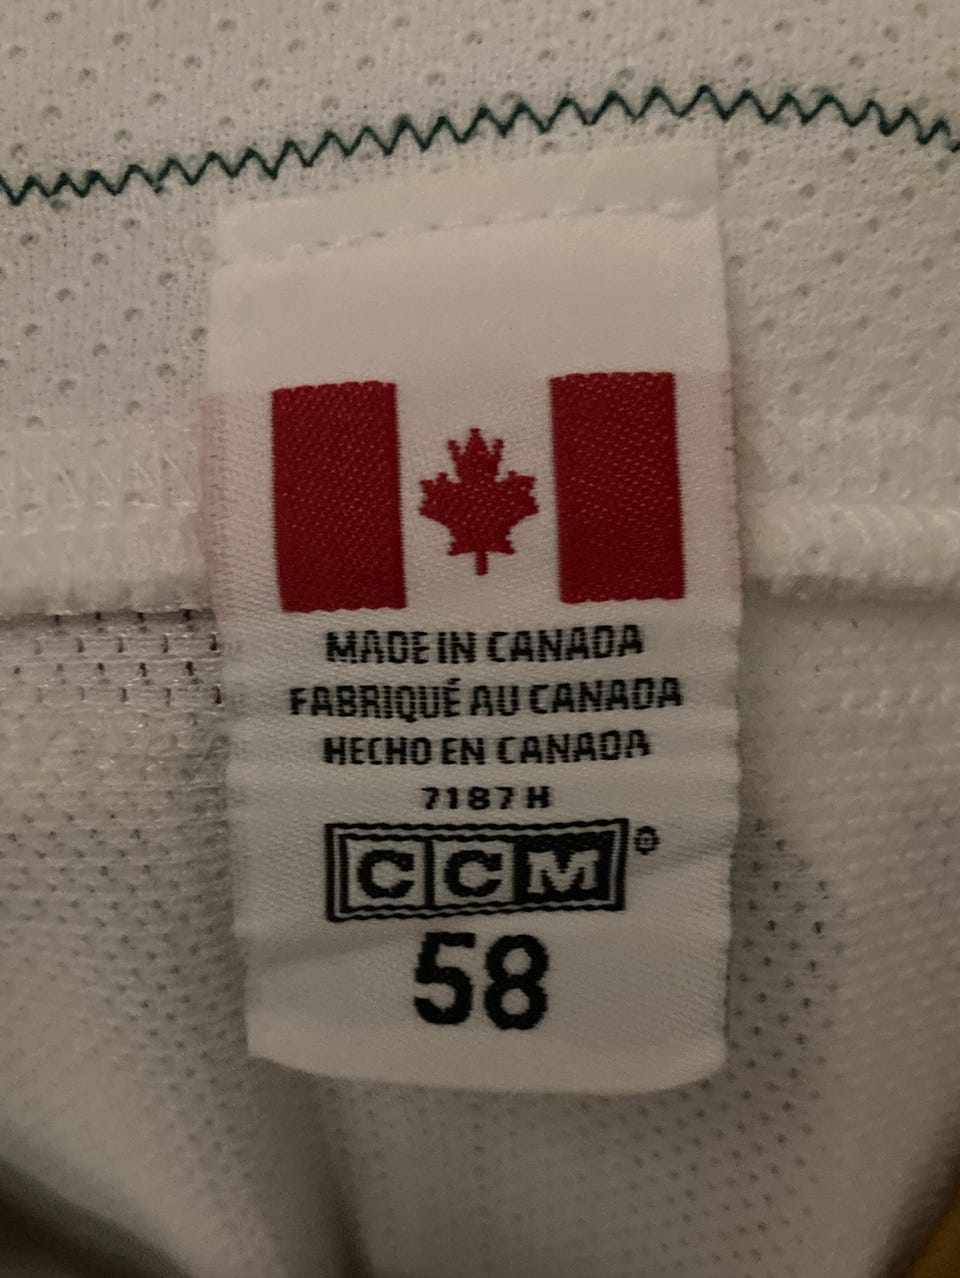 MADE IN CANADA
FABRIQUÉ AU CANADA
HECHO EN CANADA
7187 H
CCM®
58